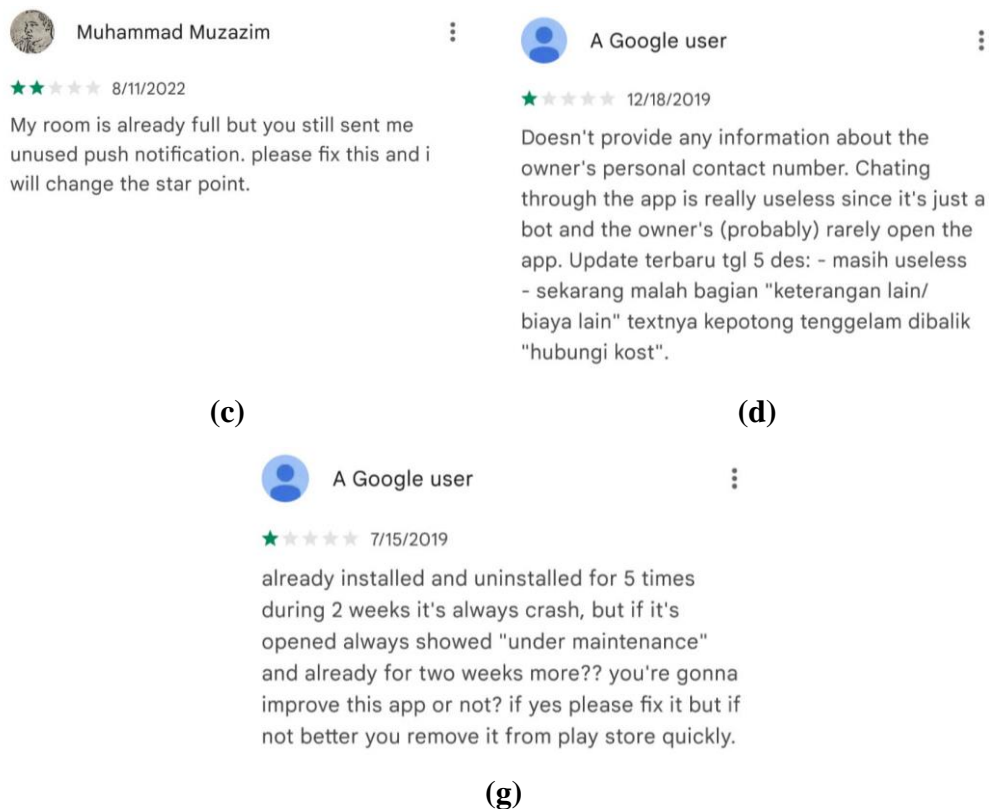 Muhammad Muzazim
8/11/2022
My room is already full but you still sent me
unused push notification. please fix this and i
will change the star point.
(c)
A Google user
12/18/2019
Doesn't provide any information about the
owner's personal contact number. Chating
through the app is really useless since it's just a
bot and the owner's (probably) rarely open the
app. Update terbaru tgl 5 des: - masih useless
- sekarang malah bagian "keterangan lain/
biaya lain" textnya kepotong tenggelam dibalik
"hubungi kost".
(d)
A Google user
7/15/2019
already installed and uninstalled for 5 times
during 2 weeks it's always crash, but if it's
opened always showed "under maintenance"
and already for two weeks more?? you're gonna
improve this app or not? if yes please fix it but if
not better you remove it from play store quickly.
(g)